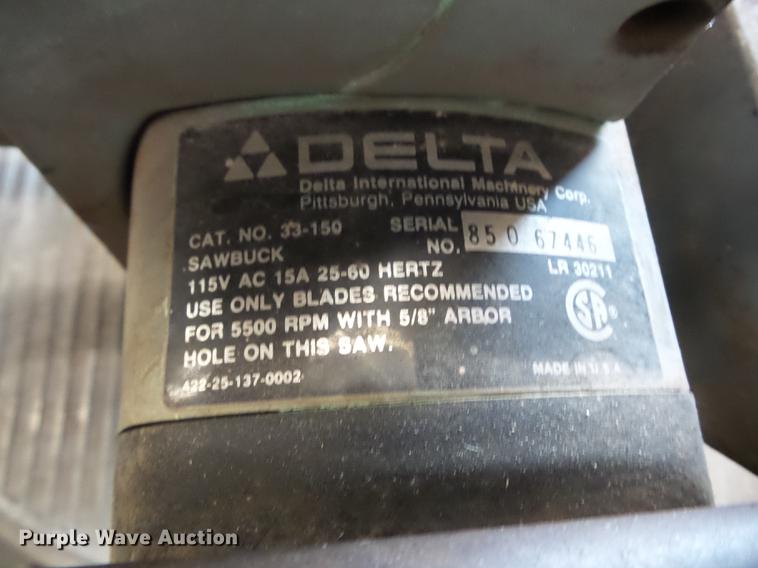 DELTA
Delta International Machinery Corp.
Pittsburgh, Pennsylvania USA
CAT. NO. 33-150 SERIAL NO. 850 67446
SAWBUCK
115V AC 15A 25-60 HERTZ LR 30211
USE ONLY BLADES RECOMMENDED
FOR 5500 RPM WITH 5/8" ARBOR
HOLE ON THIS SAW.
SA ®
422-25-137-0002 MADE IN U.S.A.
Purple Wave Auction